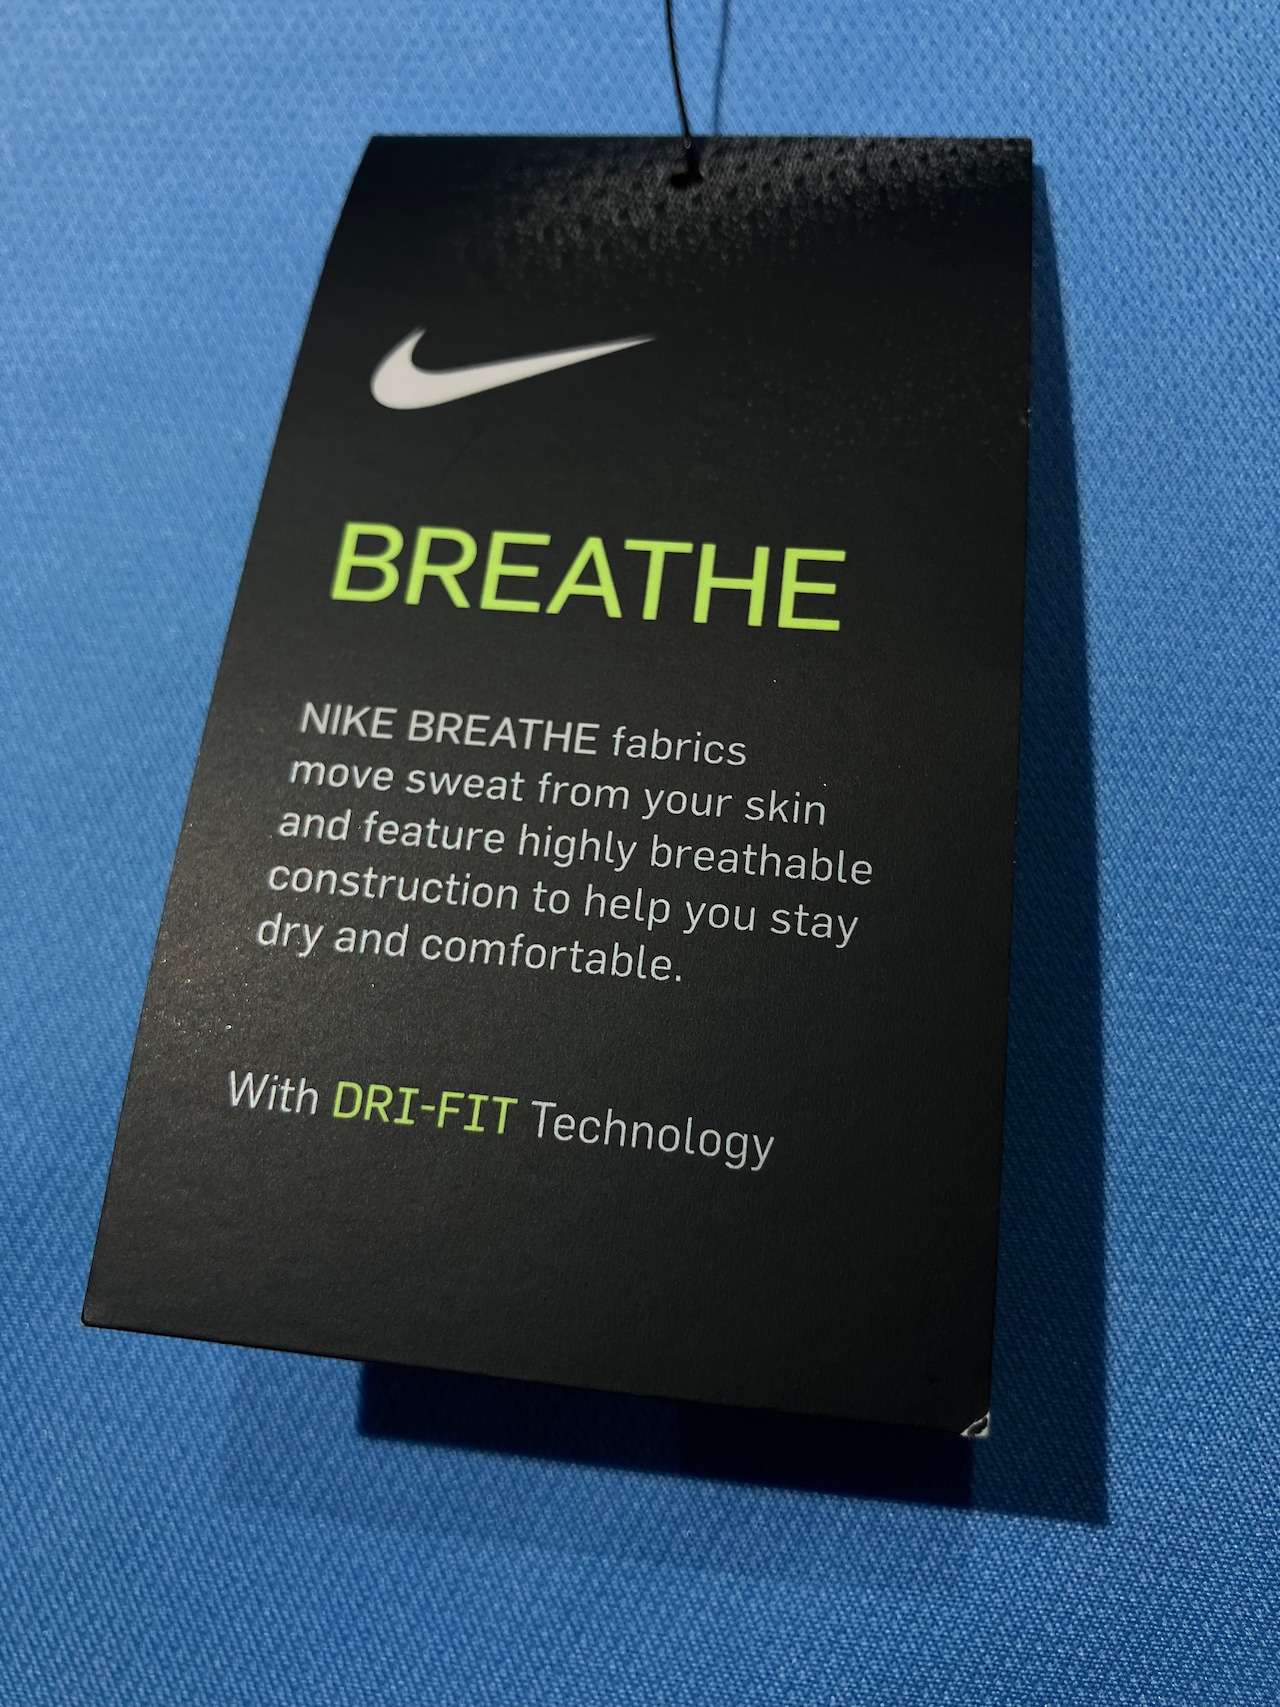 BREATHE
NIKE BREATHE fabrics
move sweat from your skin
and feature highly breathable
construction to help you stay
dry and comfortable.
With DRI-FIT Technology